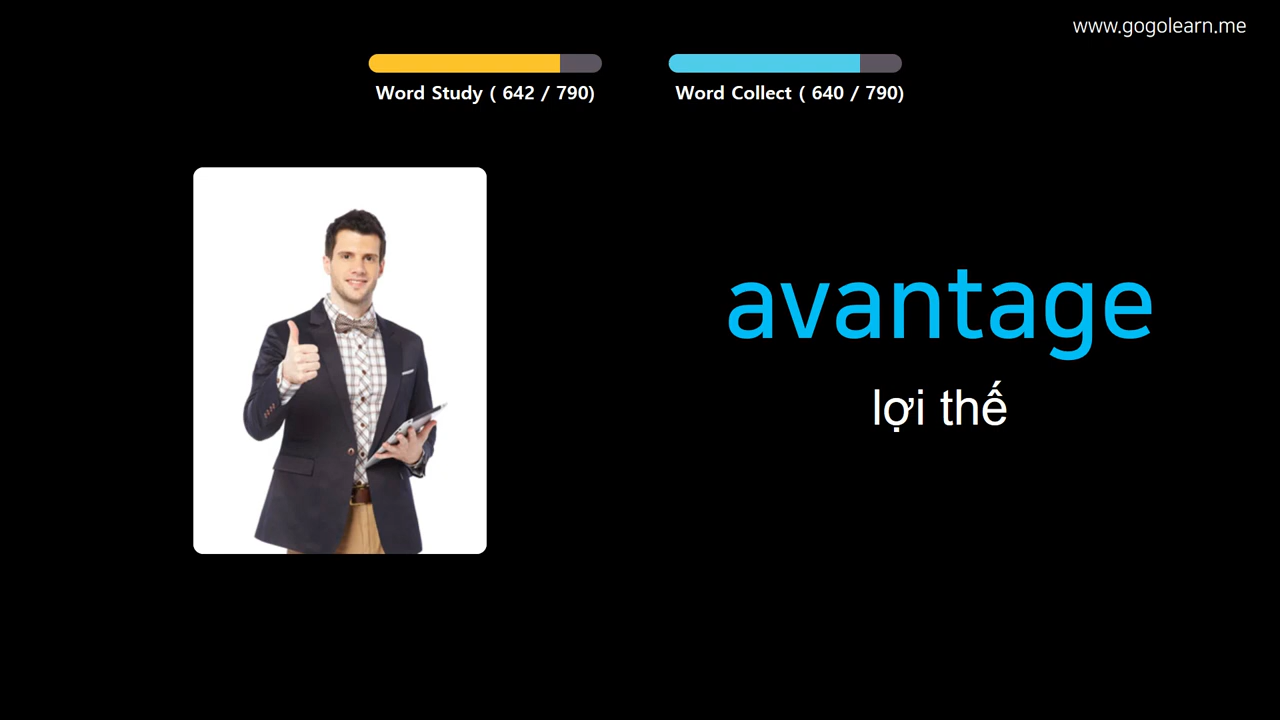 www.gogolearn.me
Word Study ( 642 / 790)
Word Collect ( 640 / 790)
avantage
lợi thế